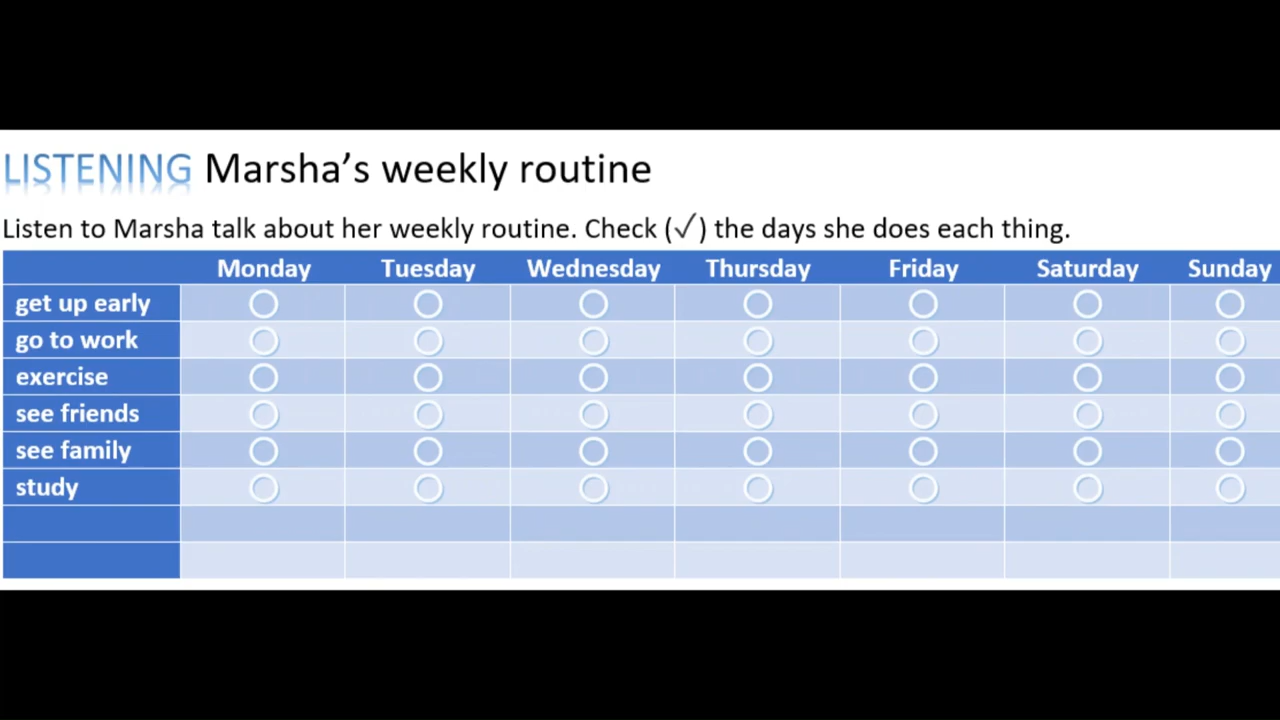 LISTENING Marsha's weekly routine
Listen to Marsha talk about her weekly routine. Check (✓) the days she does each thing.
Monday Tuesday Wednesday Thursday Friday Saturday Sunday
get up early
go to work
exercise
see friends
see family
study